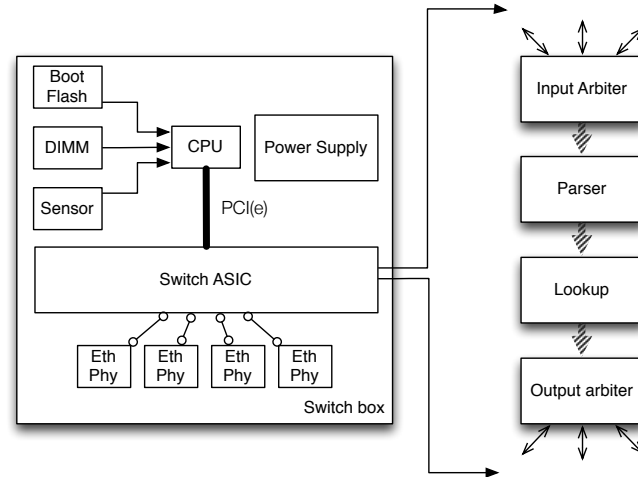 Boot
Flash
DIMM
Sensor
CPU
Power Supply
PCI(e)
Switch ASIC
Eth
Phy
Eth
Phy
Eth
Phy
Eth
Phy
Switch box
Input Arbiter
Parser
Lookup
Output arbiter